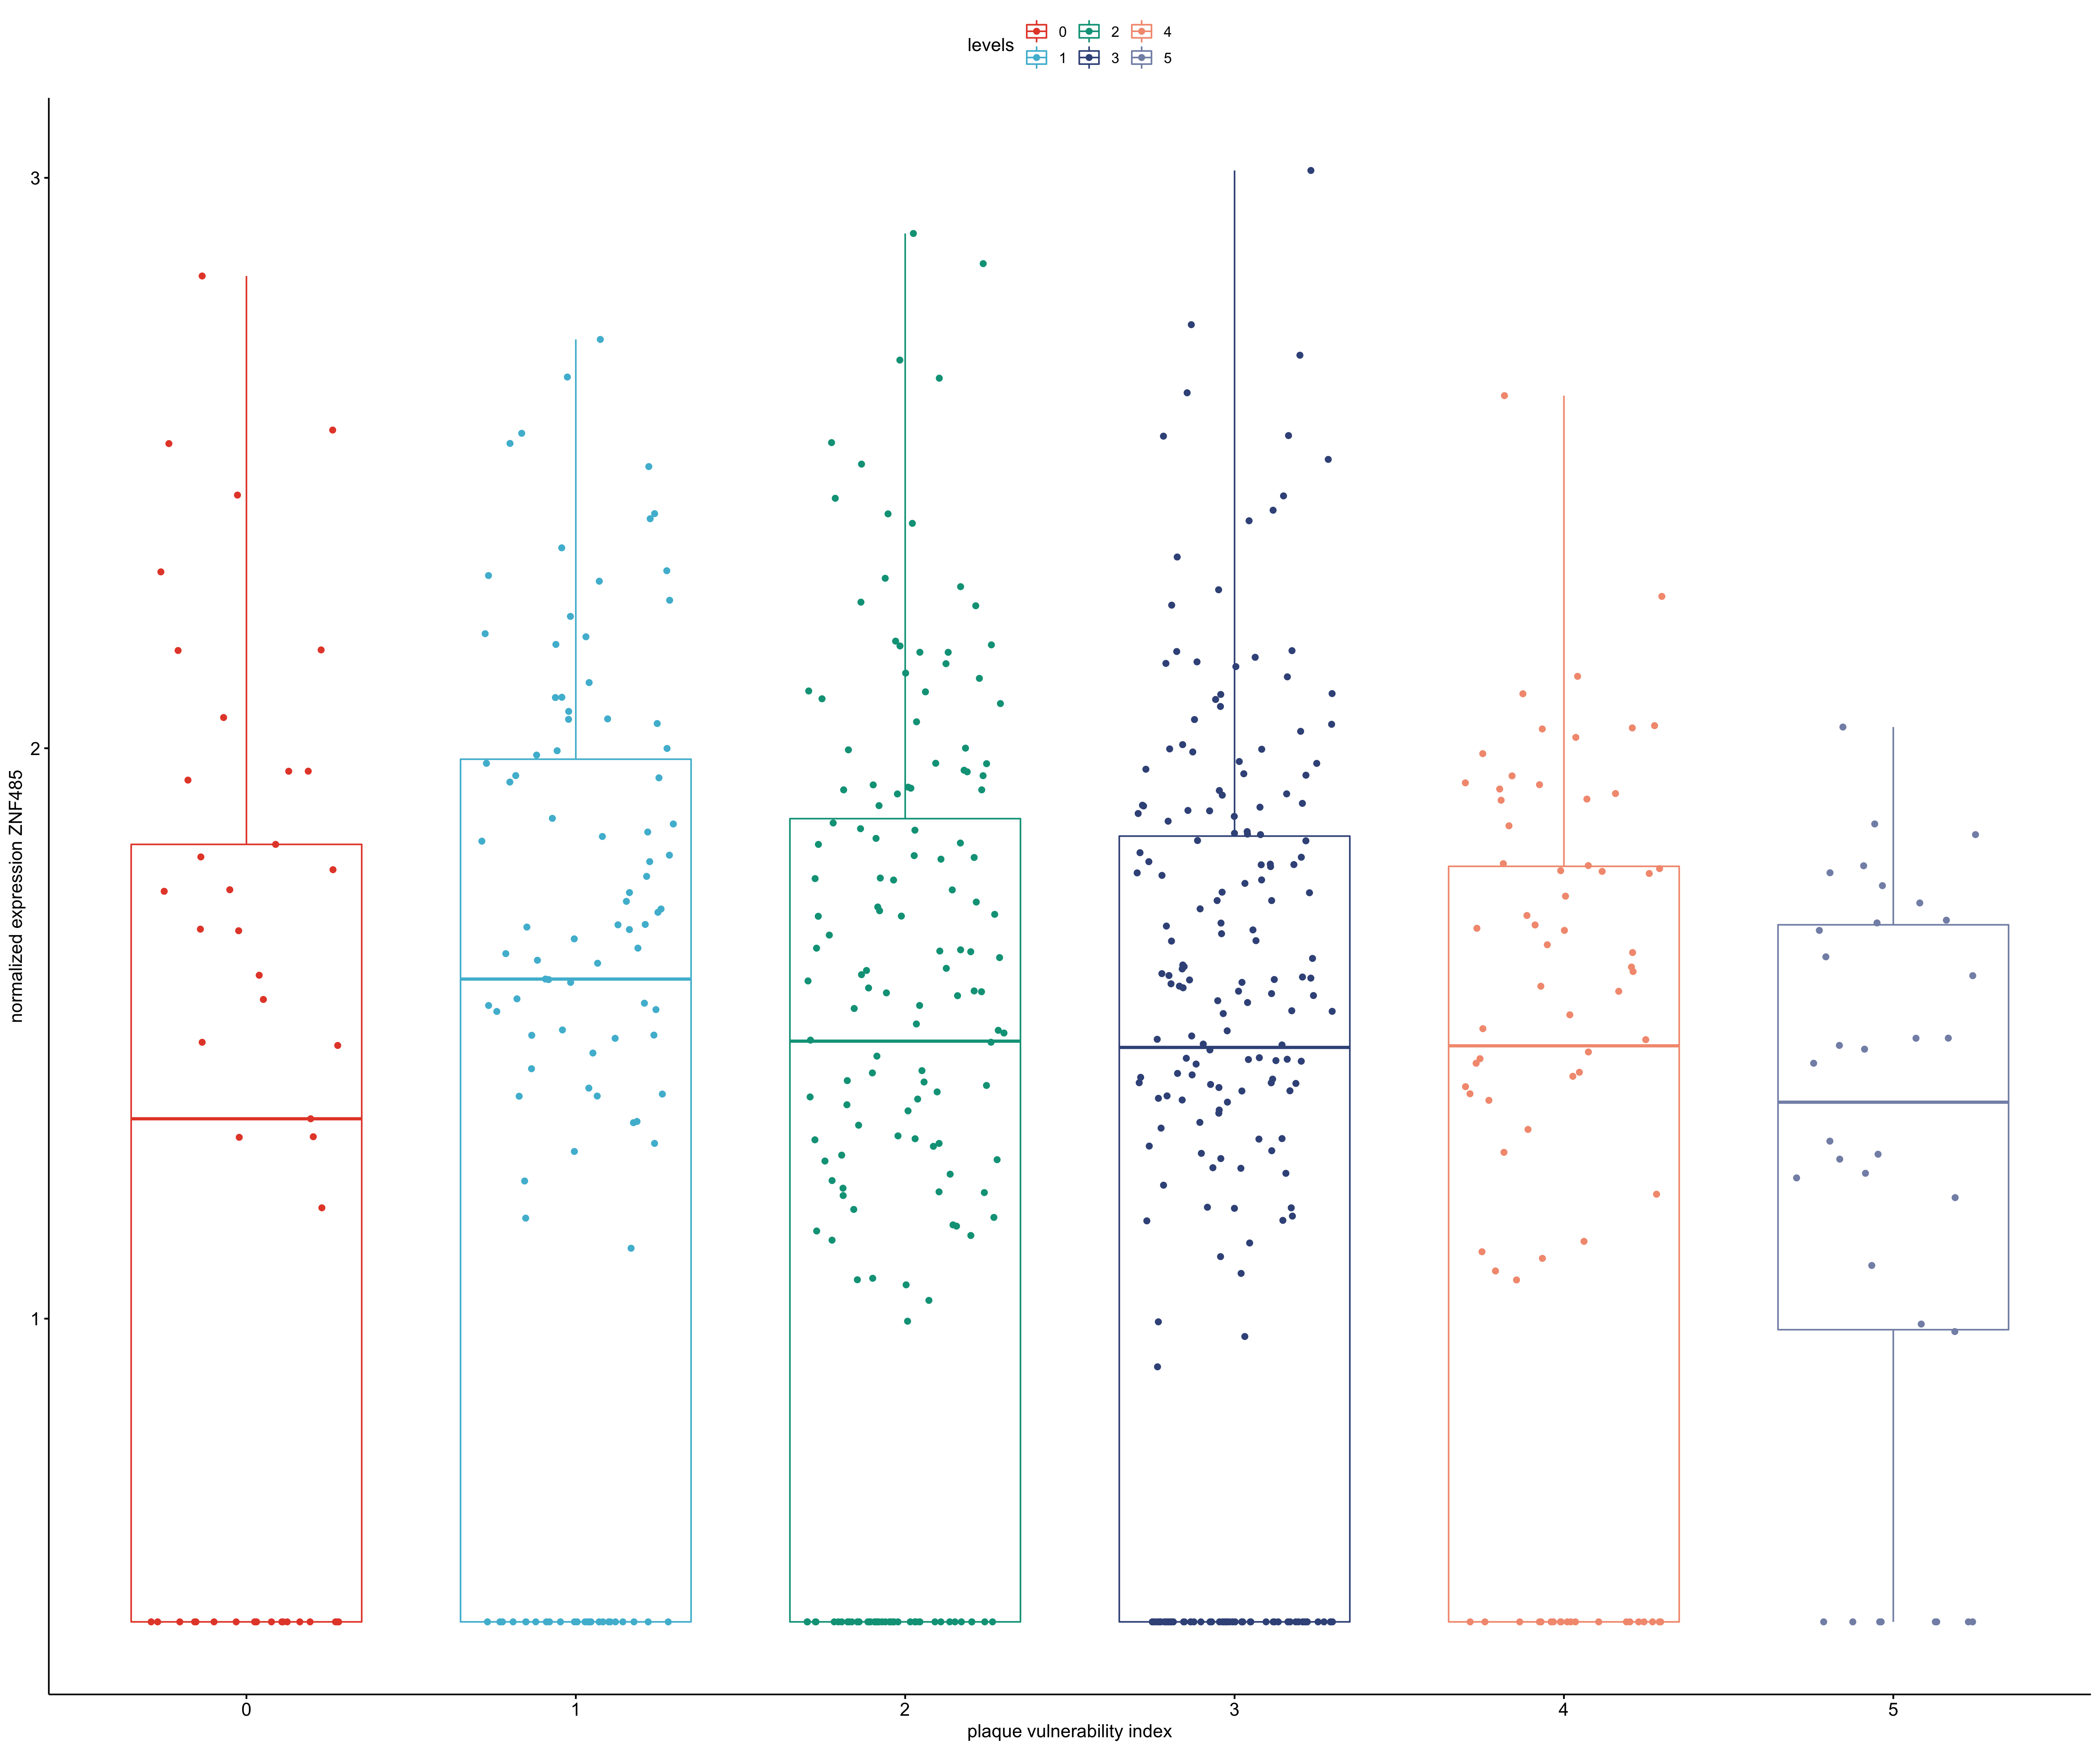 levels
0 2 4
1 3 5
normalized expression ZNF485
3
2
1
0 1 2 3 4 5
plaque vulnerability index